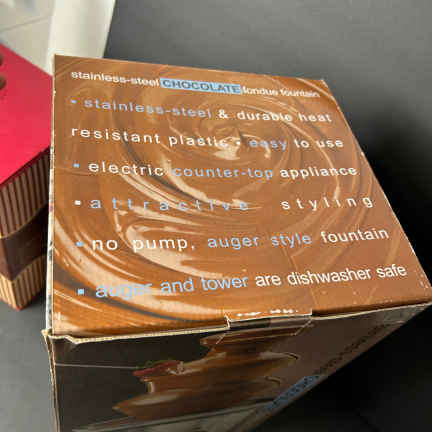 stainless-steel CHOCOLATE fondue fountain
▪ stainless-steel & durable heat
resistant plastic ▪ easy to use
▪ electric counter-top appliance
▪ attractive styling
▪ no pump, auger style fountain
▪ auger and tower are dishwasher safe